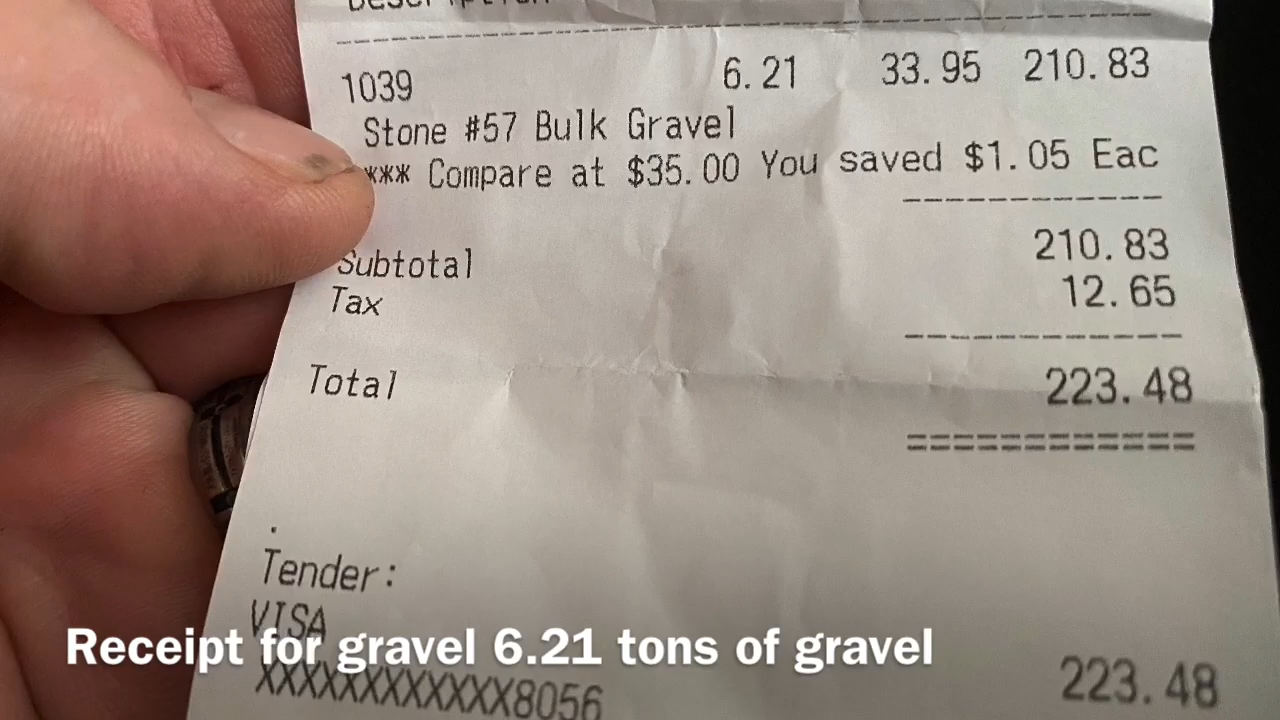 Description
1039 6.21 33.95 210.83
Stone #57 Bulk Gravel
*** Compare at $35.00 You saved $1.05 Eac
Subtotal 210.83
Tax 12.65
Total 223.48
============
.
Tender:
VISA
XXXXXXXXXXXX8056 223.48
Receipt for gravel 6.21 tons of gravel